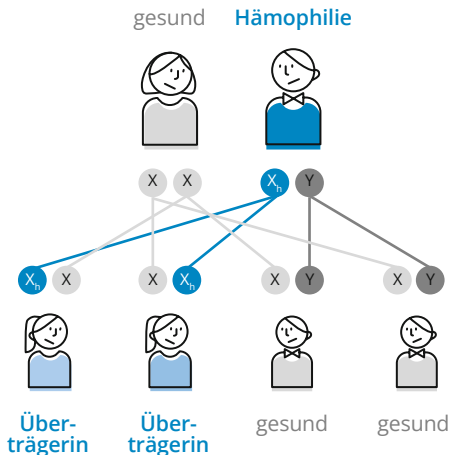 gesund Hämophilie
X X Xh Y
Xh X X Xh X Y X Y
Über-
trägerin
Über-
trägerin
gesund
gesund